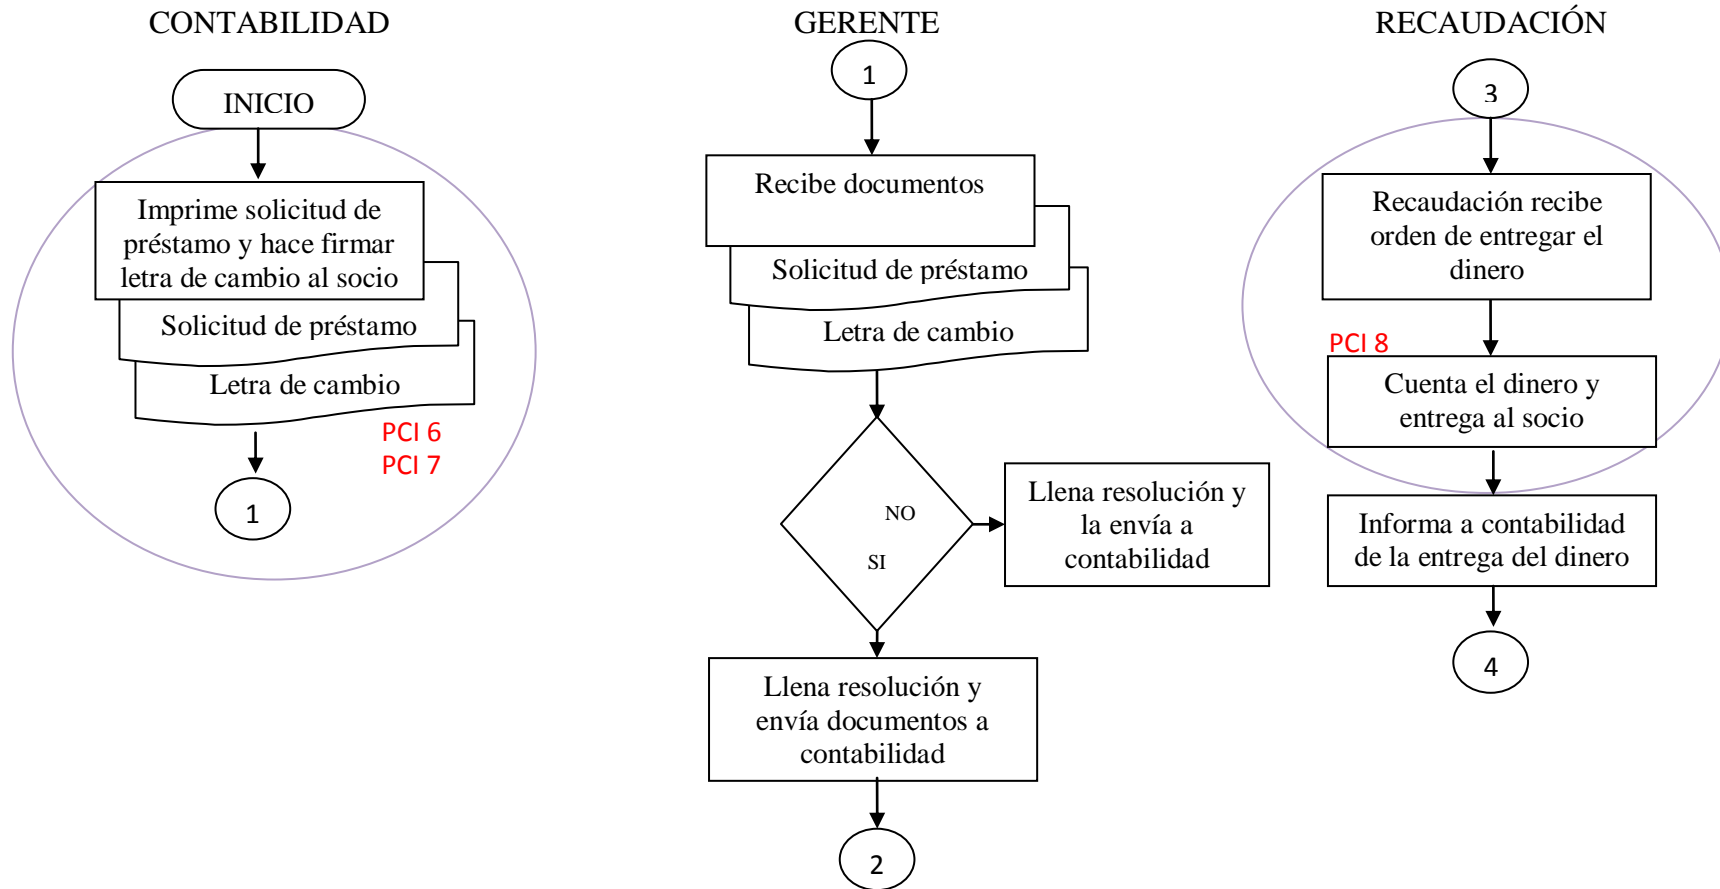 CONTABILIDAD
INICIO
Imprime solicitud de
préstamo y hace firmar
letra de cambio al socio
Solicitud de préstamo
Letra de cambio
PCI 6
PCI 7
1
GERENTE
1
Recibe documentos
Solicitud de préstamo
Letra de cambio
NO
SI
Llena resolución y
la envía a
contabilidad
Llena resolución y
envía documentos a
contabilidad
2
RECAUDACIÓN
3
Recaudación recibe
orden de entregar el
dinero
PCI 8
Cuenta el dinero y
entrega al socio
Informa a contabilidad
de la entrega del dinero
4